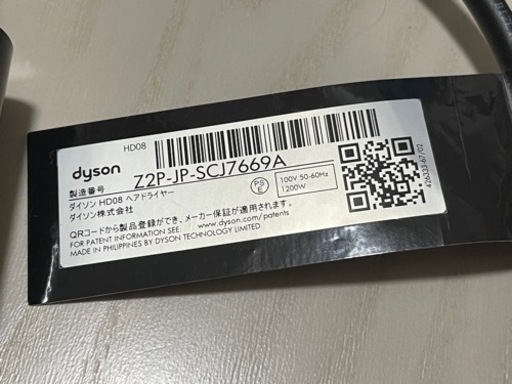 HD08
dyson
製造番号 Z2P-JP-SCJ7669A
ダイソン HD08 ヘアドライヤー
ダイソン株式会社
PS
E
100V 50-60Hz
1200W
QRコードから製品登録ができ、メーカー保証が適用されます。
FOR PATENT INFORMATION SEE: www.dyson.com/patents
MADE IN PHILIPPINES BY DYSON TECHNOLOGY LIMITED
426333-67/02